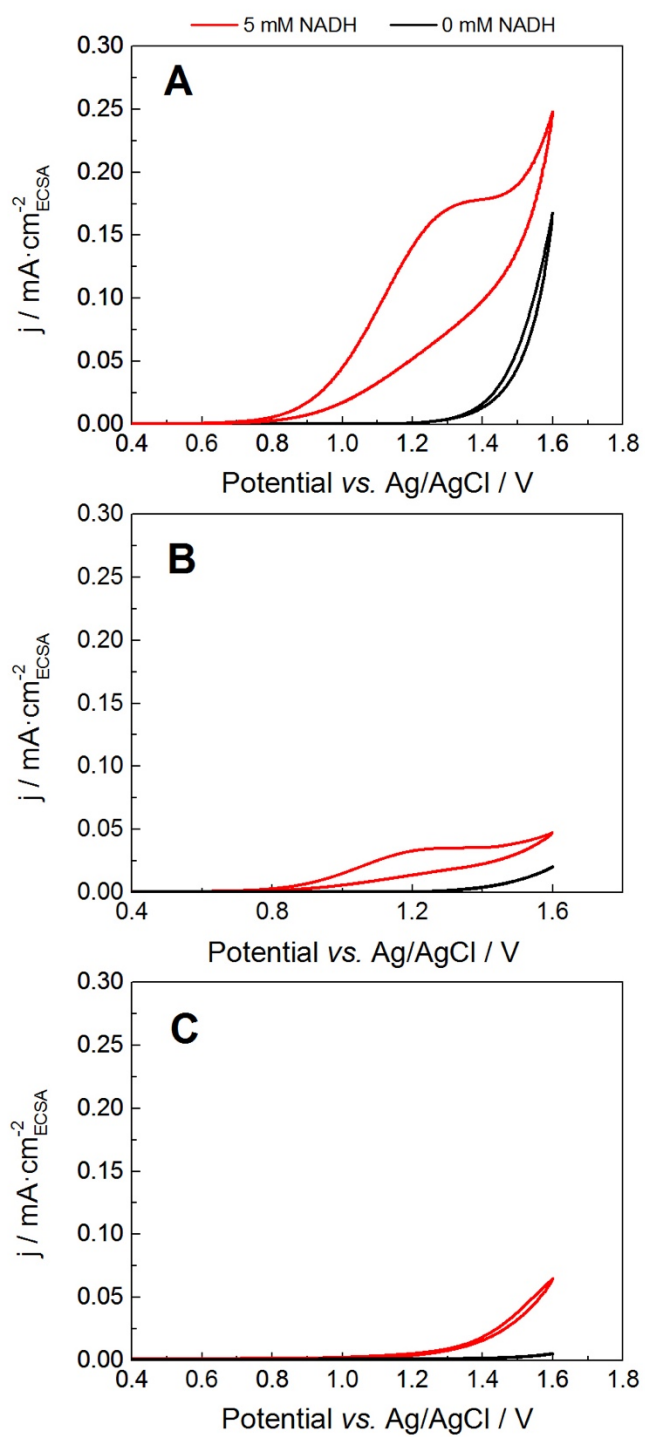 5 mM NADH 0 mM NADH
A
0.30
0.25
0.20
0.15
0.10
0.05
0.00
j / mA·cm⁻²ECSA
0.4 0.6 0.8 1.0 1.2 1.4 1.6 1.8
Potential vs. Ag/AgCl / V
B
0.30
0.25
0.20
0.15
0.10
0.05
0.00
j / mA·cm⁻²ECSA
0.4 0.8 1.2 1.6
Potential vs. Ag/AgCl / V
C
0.30
0.25
0.20
0.15
0.10
0.05
0.00
j / mA·cm⁻²ECSA
0.4 0.6 0.8 1.0 1.2 1.4 1.6 1.8
Potential vs. Ag/AgCl / V